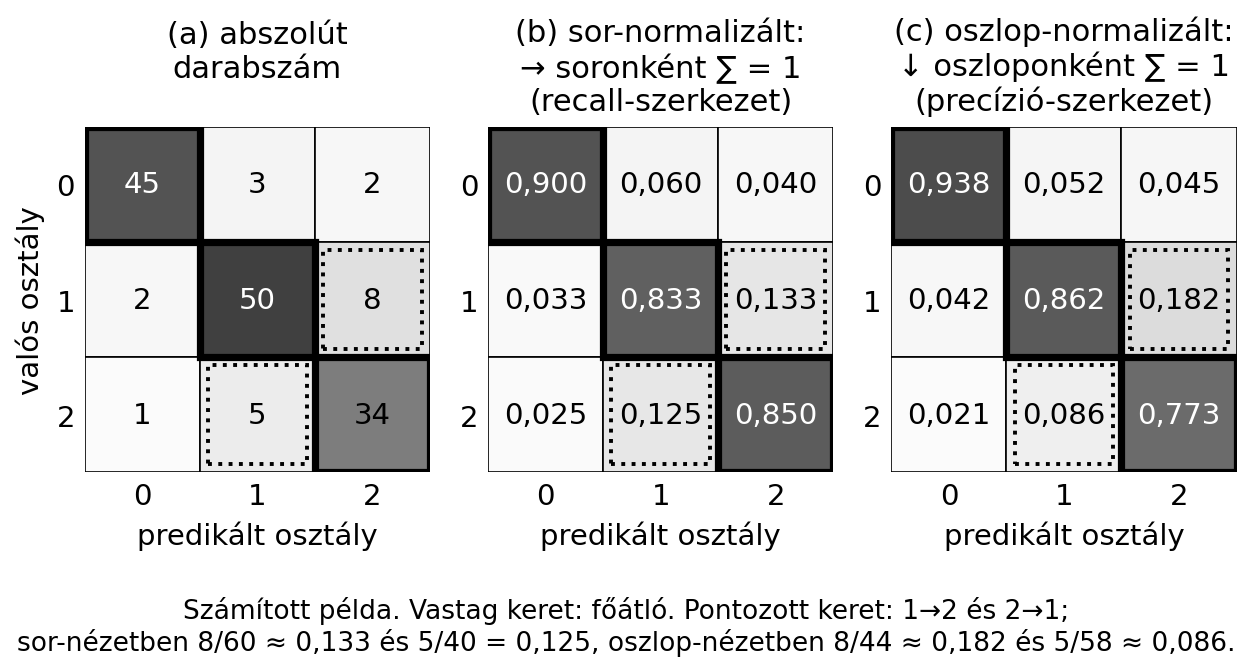 (a) abszolút
darabszám
(b) sor-normalizált:
→ soronként ∑ = 1
(recall-szerkezet)
(c) oszlop-normalizált:
↓ oszloponként ∑ = 1
(precízió-szerkezet)
valós osztály
0 45 3 2
1 2 50 8
2 1 5 34
0 1 2
predikált osztály
0 0,900 0,060 0,040
1 0,033 0,833 0,133
2 0,025 0,125 0,850
0 1 2
predikált osztály
0 0,938 0,052 0,045
1 0,042 0,862 0,182
2 0,021 0,086 0,773
0 1 2
predikált osztály
Számított példa. Vastag keret: főátló. Pontozott keret: 1→2 és 2→1;
sor-nézetben 8/60 ≈ 0,133 és 5/40 = 0,125, oszlop-nézetben 8/44 ≈ 0,182 és 5/58 ≈ 0,086.